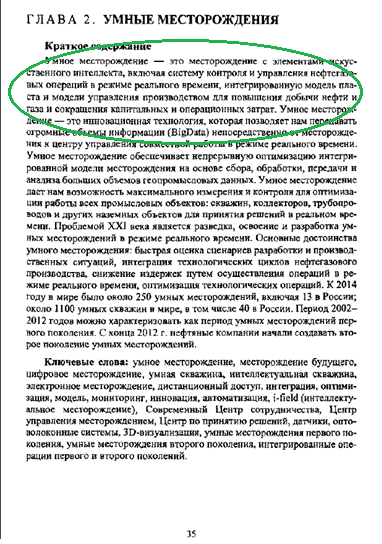 ГЛАВА 2. УМНЫЕ МЕСТОРОЖДЕНИЯ
Краткое содержание
Умное месторождение — это месторождение с элементами искус-
ственного интеллекта, включая систему контроля и управления нефтегазо-
вых операций в режиме реального времени, интегрированную модель пла-
ста и модели управления производством для повышения добычи нефти и
газа и сокращения капитальных и операционных затрат. Умное месторож-
дение — это инновационная технология, которая позволяет нам передавать
огромные объемы информации (BigData) непосредственно от месторожде-
ния к центру управления совместной работы в режиме реального времени.
Умное месторождение обеспечивает непрерывную оптимизацию интегри-
рованной модели месторождения на основе сбора, обработки, передачи и
анализа больших объемов геопромысловых данных. Умное месторождение
дает нам возможность максимального измерения и контроля для оптимиза-
ции работы всех промысловых объектов: скважин, коллекторов, трубопро-
водов и других наземных объектов для принятия решений в реальном вре-
мени. Проблемой XXI века является разведка, освоение и разработка ум-
ных месторождений в режиме реального времени. Основные достоинства
умного месторождения: быстрая оценка сценариев разработки и производ-
ственных ситуаций, интеграция технологических циклов нефтегазового
производства, снижение издержек путем осуществления операций в ре-
жиме реального времени, оптимизация технологических операций. К 2014
году в мире было около 250 умных месторождений, включая 13 в России;
около 1100 умных скважин в мире, в том числе 40 в России. Период 2002–
2012 годов можно характеризовать как период умных месторождений пер-
вого поколения. С конца 2012 г. нефтяные компании начали создавать вто-
рое поколение умных месторождений.
Ключевые слова: умное месторождение, месторождение будущего,
цифровое месторождение, умная скважина, интеллектуальная скважина,
электронное месторождение, дистанционный доступ, интеграция, оптими-
зация, модель, мониторинг, инновация, автоматизация, i-field (интеллекту-
альное месторождение), Современный Центр сотрудничества, Центр
управления месторождением, Центр по принятию решений, датчики, опто-
волоконные системы, 3D-визуализация, умные месторождения первого по-
коления, умные месторождения второго поколения, интегрированные опе-
рации первого и второго поколений.
35